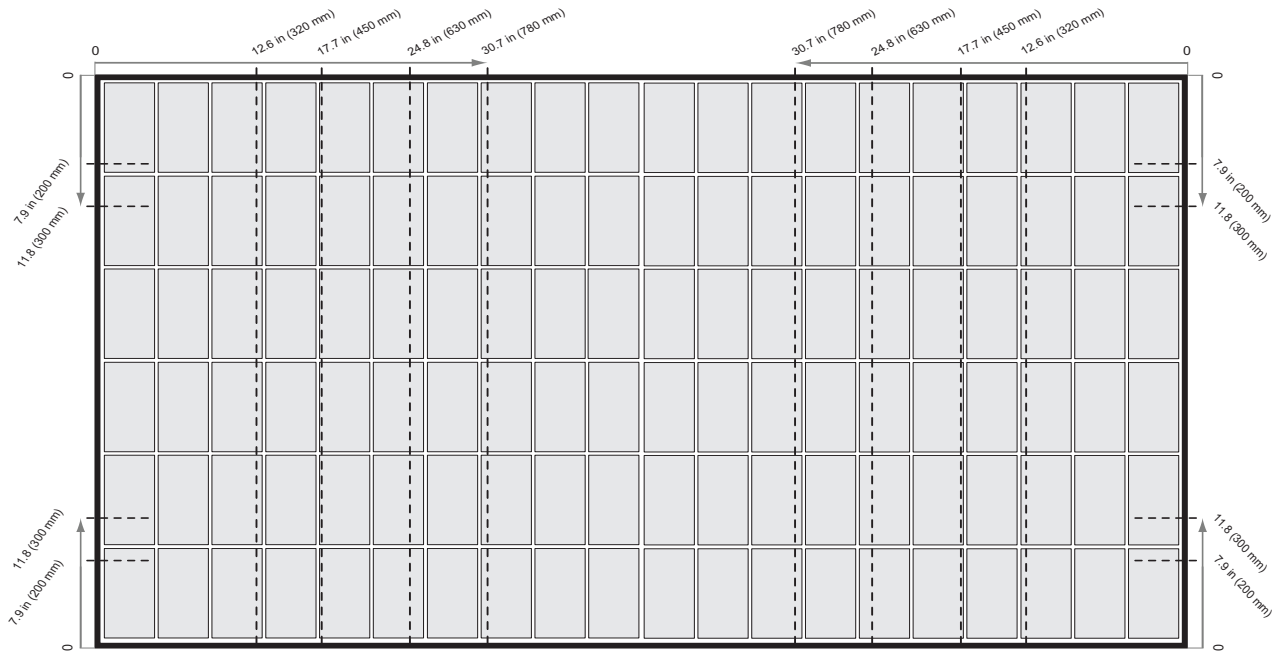 0
12.6 in (320 mm)
17.7 in (450 mm)
24.8 in (630 mm)
30.7 in (780 mm)
30.7 in (780 mm)
24.8 in (630 mm)
17.7 in (450 mm)
12.6 in (320 mm)
0
0
0
7.9 in (200 mm)
11.8 (300 mm)
7.9 in (200 mm)
11.8 (300 mm)
11.8 (300 mm)
7.9 in (200 mm)
11.8 (300 mm)
7.9 in (200 mm)
0
0